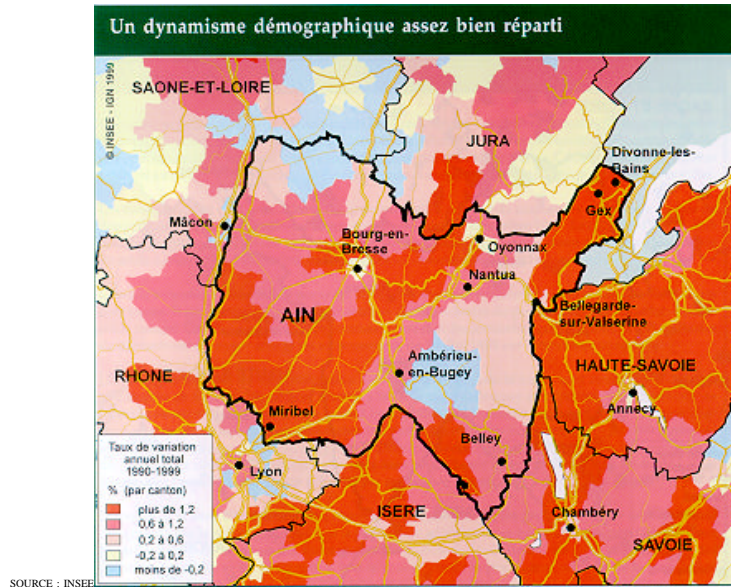 Un dynamisme démographique assez bien réparti
© INSEE - IGN 1999
SAONE-ET-LOIRE
JURA
Divonne-les-
Bains
Gex
Mâcon
Bourg-en-
Bresse
Oyonnax
Nantua
AIN
Bellegarde-
sur-Valserine
Ambérieu-
en-Bugey
HAUTE-SAVOIE
RHONE
Annecy
Miribel
Belley
Lyon
ISERE
Chambéry
SAVOIE
Taux de variation
annuel total
1990-1999
% (par canton)
plus de 1,2
0,6 à 1,2
0,2 à 0,6
-0,2 à 0,2
moins de -0,2
SOURCE : INSEE